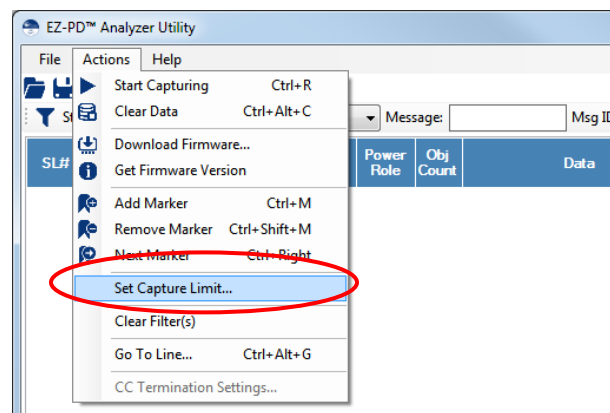 EZ-PD™ Analyzer Utility
File Actions Help
Message: Msg
SL# Power Role Obj Count Data
Start Capturing Ctrl+R
Clear Data Ctrl+Alt+C
Download Firmware...
Get Firmware Version
Add Marker Ctrl+M
Remove Marker Ctrl+Shift+M
Next Marker Ctrl+Right
Set Capture Limit...
Clear Filter(s)
Go To Line... Ctrl+Alt+G
CC Termination Settings...